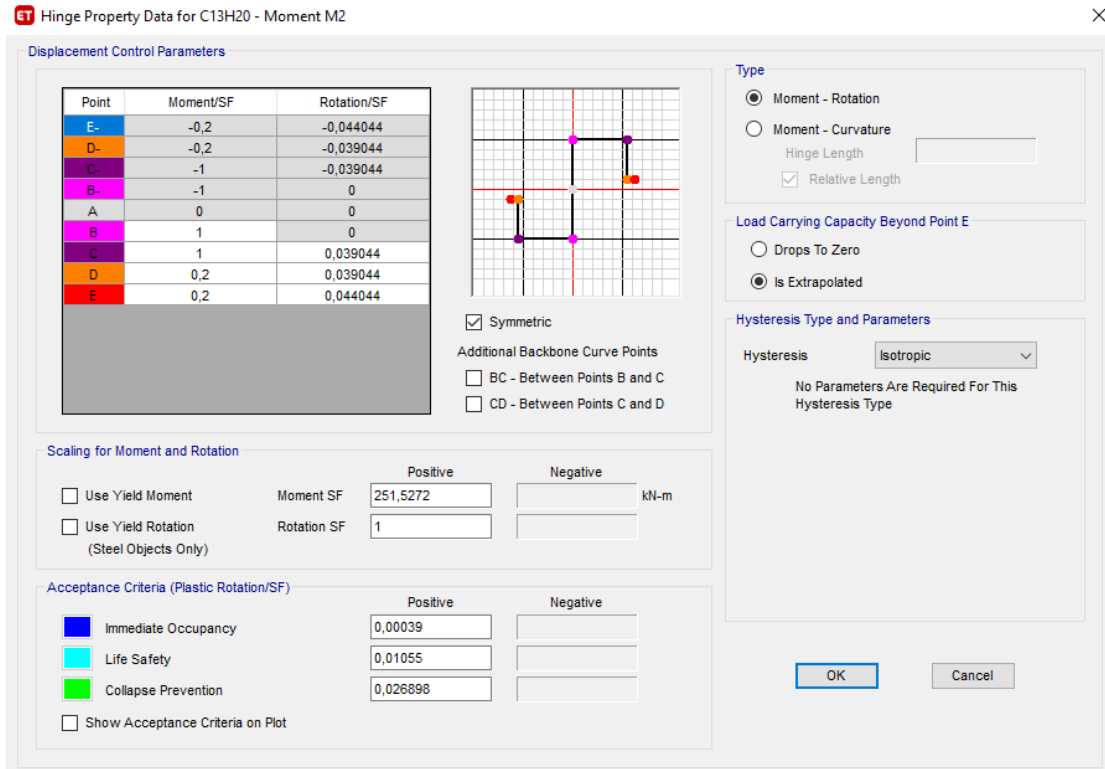 ET Hinge Property Data for C13H20 - Moment M2
Displacement Control Parameters
Point Moment/SF Rotation/SF
E- -0,2 -0,044044
D- -0,2 -0,039044
C- -1 -0,039044
B- -1 0
A 0 0
B 1 0
C 1 0,039044
D 0,2 0,039044
E 0,2 0,044044
Symmetric
Additional Backbone Curve Points
BC - Between Points B and C
CD - Between Points C and D
Scaling for Moment and Rotation
Positive Negative
Use Yield Moment Moment SF 251,5272 kN-m
Use Yield Rotation Rotation SF 1
(Steel Objects Only)
Acceptance Criteria (Plastic Rotation/SF)
Positive Negative
Immediate Occupancy 0,00039
Life Safety 0,01055
Collapse Prevention 0,026898
Show Acceptance Criteria on Plot
Type
Moment - Rotation
Moment - Curvature
Hinge Length
Relative Length
Load Carrying Capacity Beyond Point E
Drops To Zero
Is Extrapolated
Hysteresis Type and Parameters
Hysteresis Isotropic
No Parameters Are Required For This
Hysteresis Type
OK Cancel